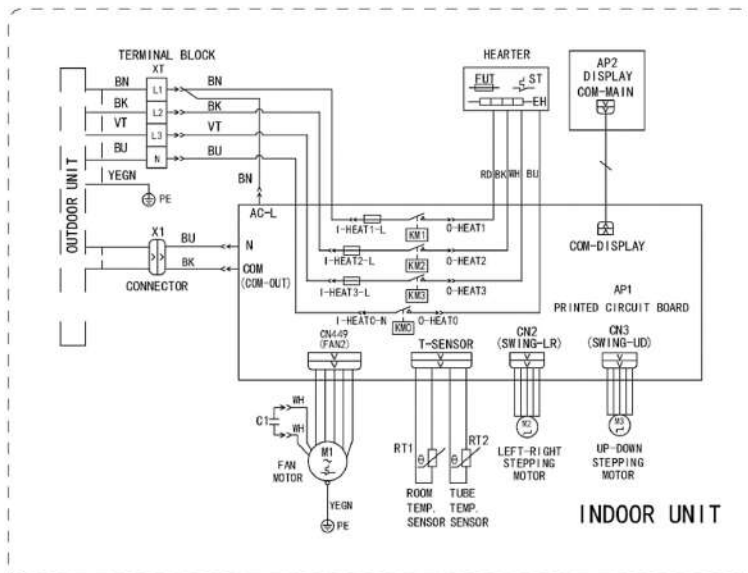 TERMINAL BLOCK
XT
HEARTER
FUT
ST
EH
AP2
DISPLAY
COM-MAIN
BN
L1
BN
BK
L2
BK
VT
L3
VT
BU
N
BU
YEGN
PE
BN
RD BK WH BU
OUTDOOR UNIT
X1
BU
BK
CONNECTOR
AC-L
N
COM
(COM-OUT)
I-HEAT1-L
KM1
O-HEAT1
I-HEAT2-L
KM2
O-HEAT2
I-HEAT3-L
KM3
O-HEAT3
I-HEAT0-N
KM0
O-HEAT0
COM-DISPLAY
AP1
PRINTED CIRCUIT BOARD
CN449
(FAN2)
T-SENSOR
CN2
(SWING-LR)
CN3
(SWING-UD)
C1
WH
WH
M1
FAN
MOTOR
YEGN
PE
RT1
θ
θ
RT2
ROOM
TEMP.
SENSOR
TUBE
TEMP.
SENSOR
M2
LEFT-RIGHT
STEPPING
MOTOR
M3
UP-DOWN
STEPPING
MOTOR
INDOOR UNIT